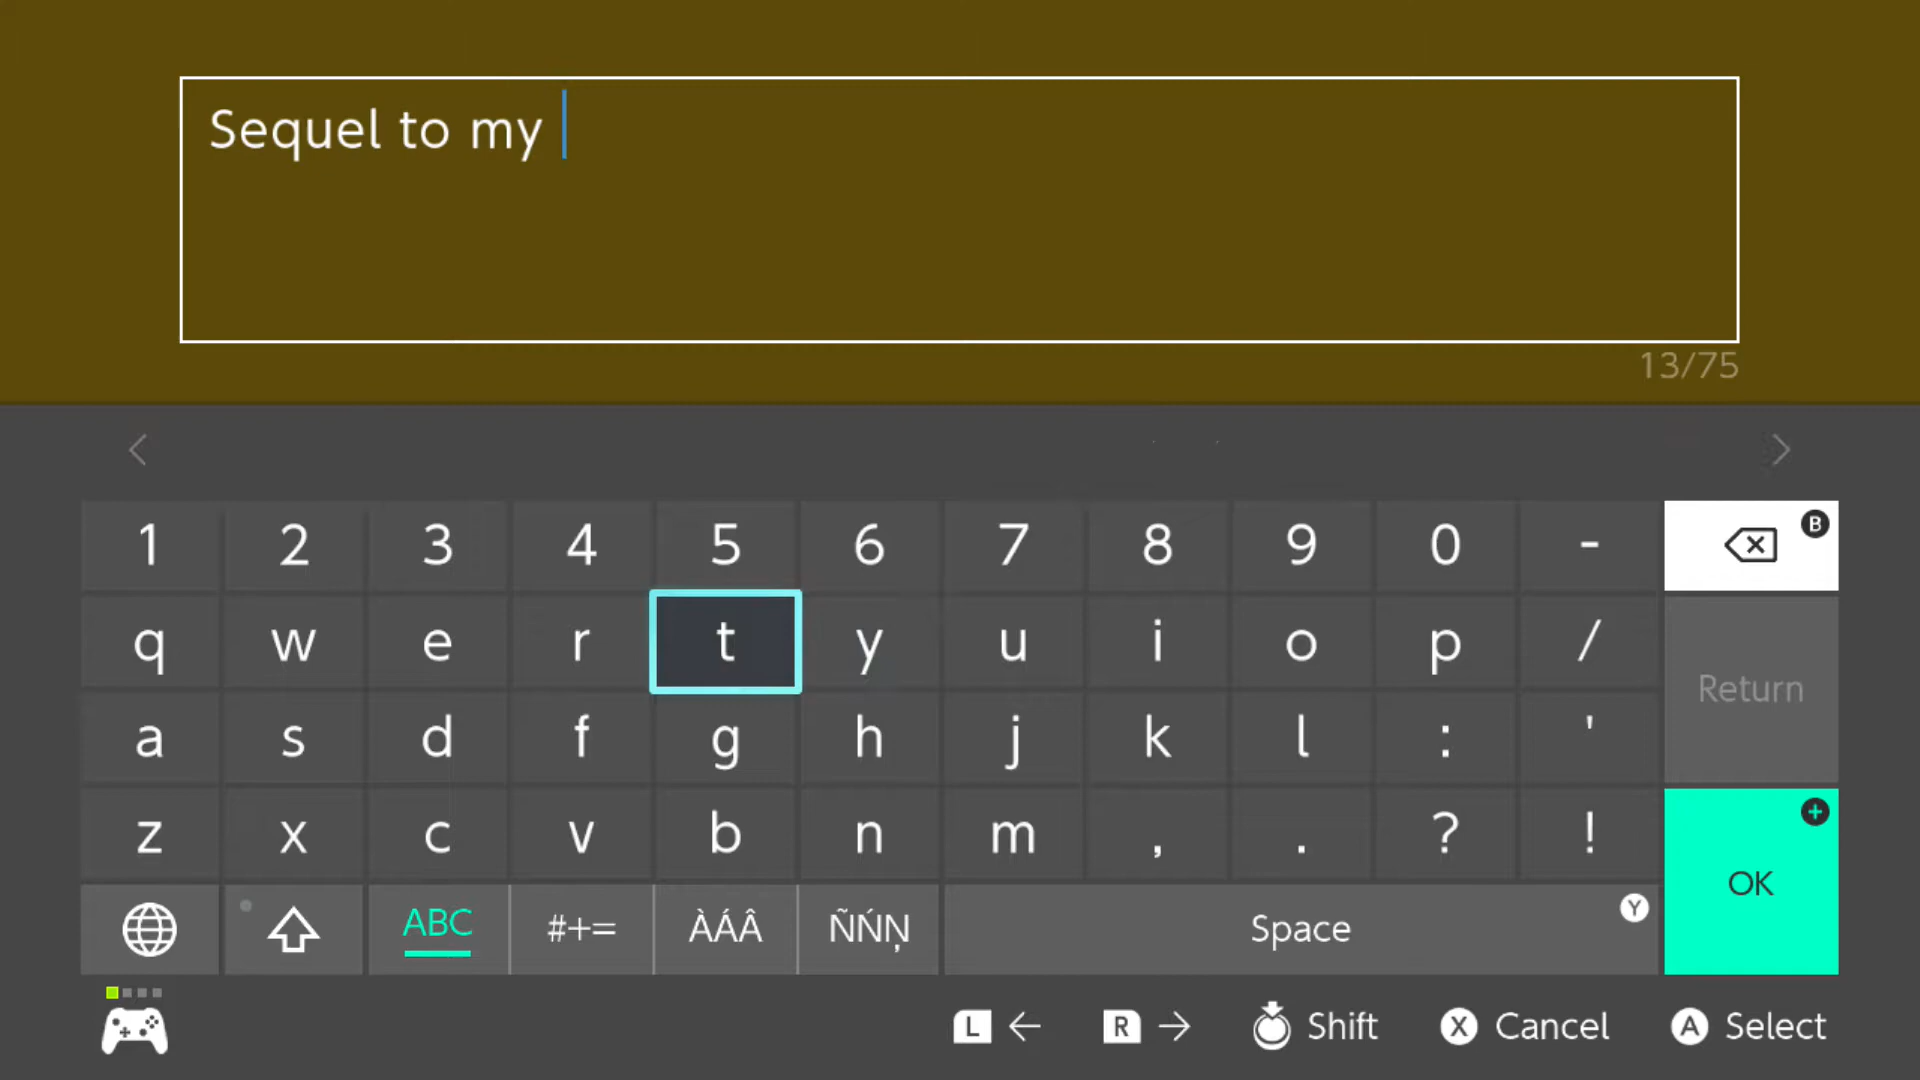 Sequel to my
13/75
1 2 3 4 5 6 7 8 9 0 - B
q w e r t y u i o p /
Return
a s d f g h j k l : '
z x c v b n m , . ? ! +
OK
ABC #+= ÀÁÂ ÑŃŅ Space Y
L ← R → Shift X Cancel A Select